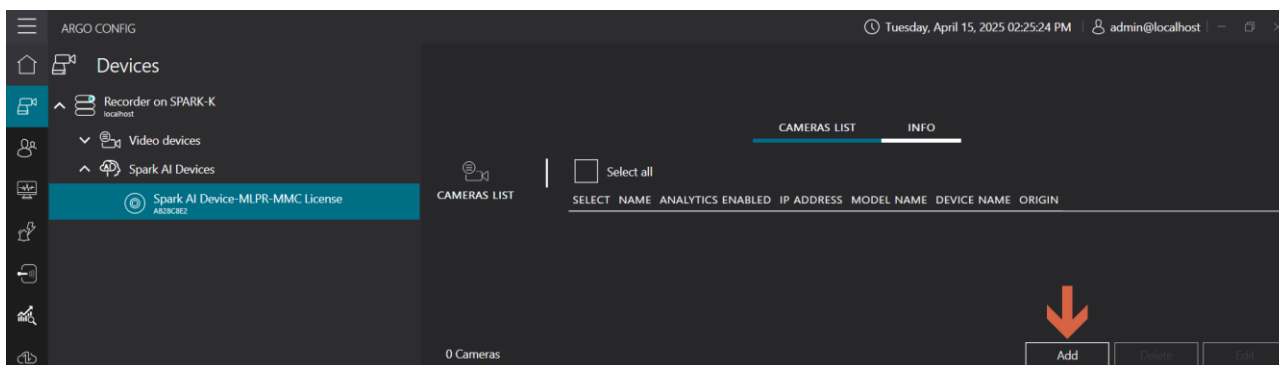 ARGO CONFIG
Tuesday, April 15, 2025 02:25:24 PM
admin@localhost
Devices
Recorder on SPARK-K
localhost
Video devices
Spark AI Devices
Spark AI Device-MLPR-MMC License
AB28C8E2
CAMERAS LIST
CAMERAS LIST INFO
Select all
SELECT NAME ANALYTICS ENABLED IP ADDRESS MODEL NAME DEVICE NAME ORIGIN
0 Cameras
Add Delete Edit